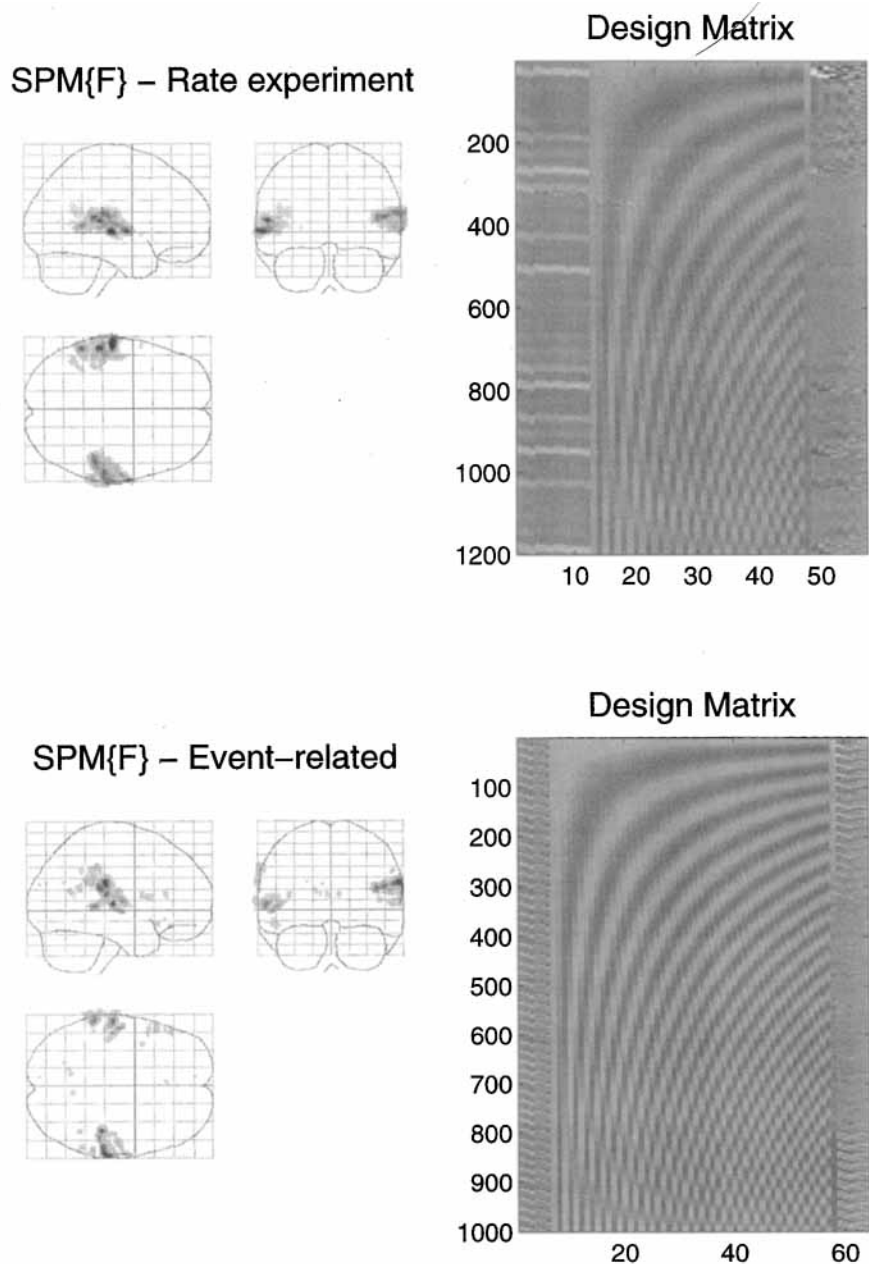 Design Matrix
SPM{F} – Rate experiment
200
400
600
800
1000
1200
10 20 30 40 50
Design Matrix
SPM{F} – Event–related
100
200
300
400
500
600
700
800
900
1000
20 40 60